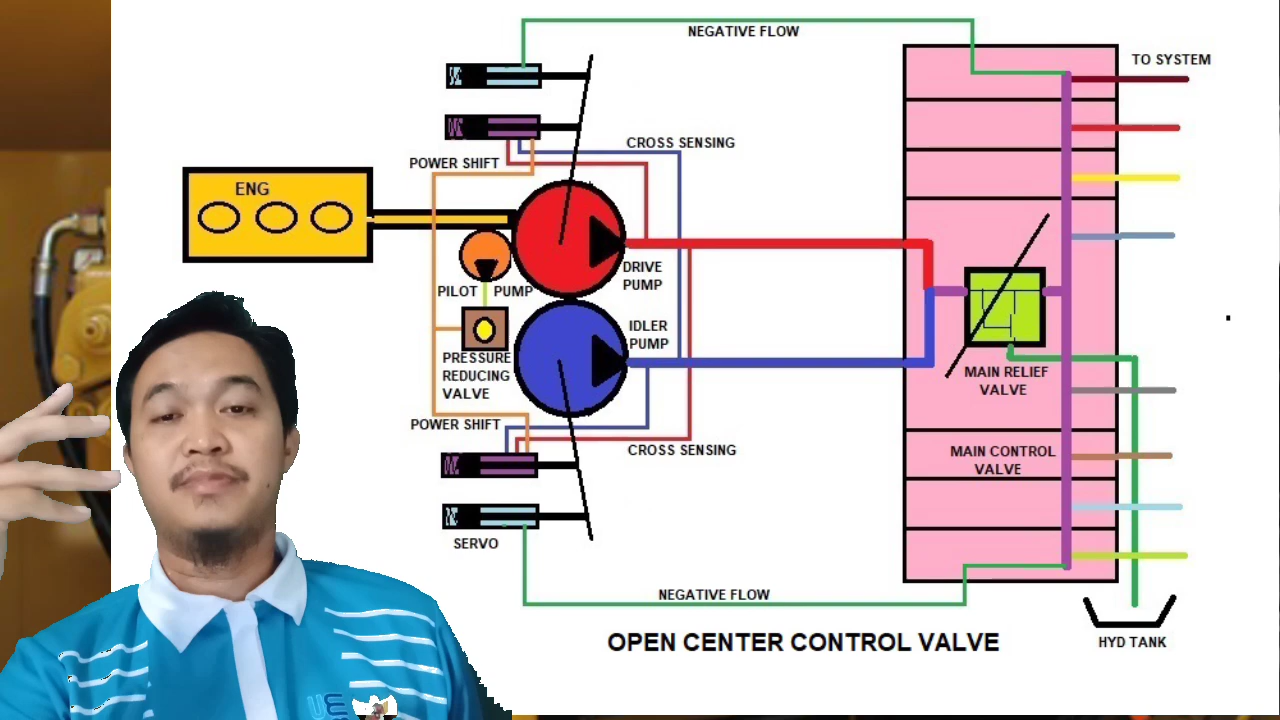 NEGATIVE FLOW
TO SYSTEM
CROSS SENSING
POWER SHIFT
ENG
DRIVE
PUMP
PILOT PUMP
IDLER
PUMP
PRESSURE
REDUCING
VALVE
MAIN RELIEF
VALVE
POWER SHIFT
CROSS SENSING
MAIN CONTROL
VALVE
SERVO
NEGATIVE FLOW
OPEN CENTER CONTROL VALVE
HYD TANK